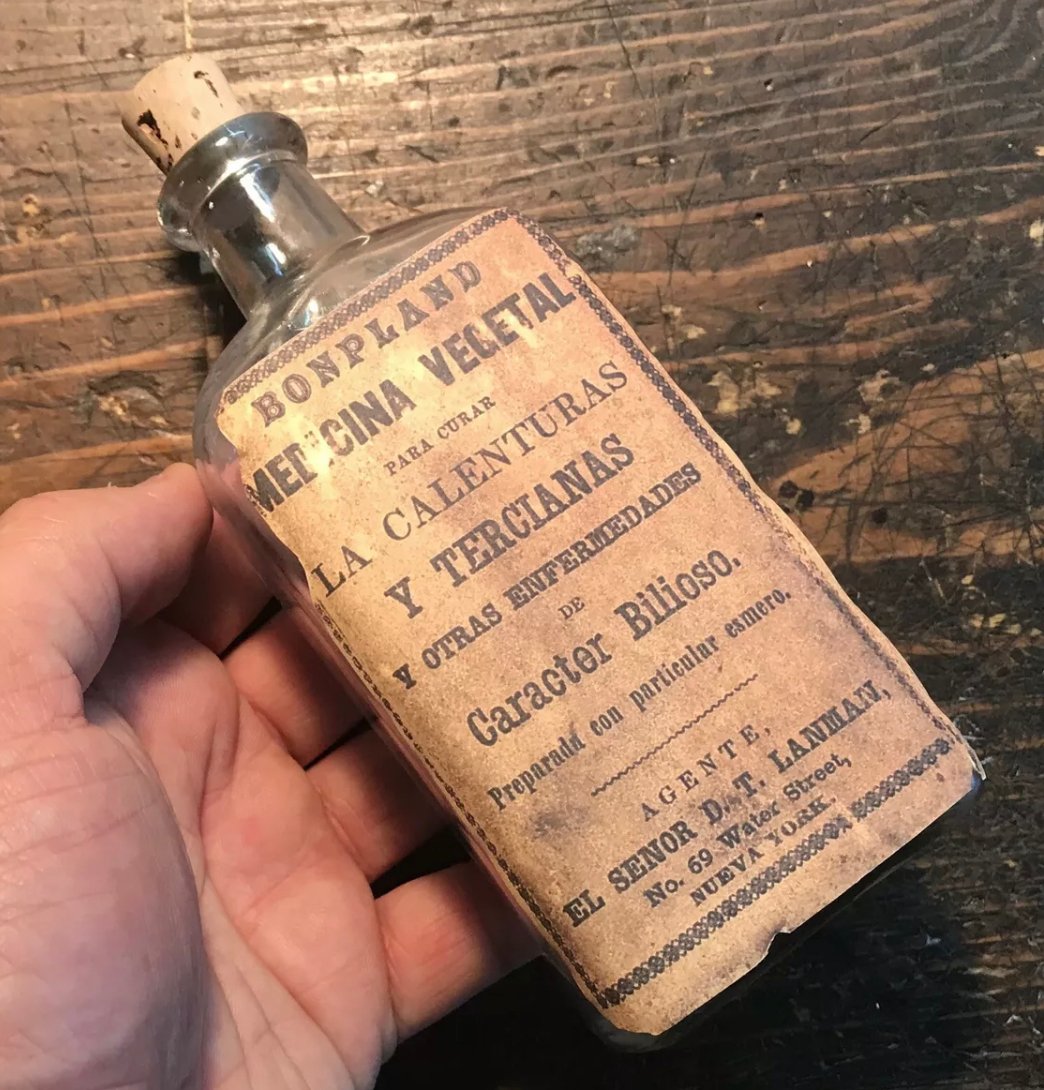 BONPLAND
MEDICINA VEGETAL
PARA CURAR
LA CALENTURAS
Y TERCIANAS
Y OTRAS ENFERMEDADES
DE
Caracter Bilioso.
Preparada con particular esmero.
AGENTE,
EL SENOR D. T. LANMAN,
No. 69 Water Street,
NUEVA YORK.